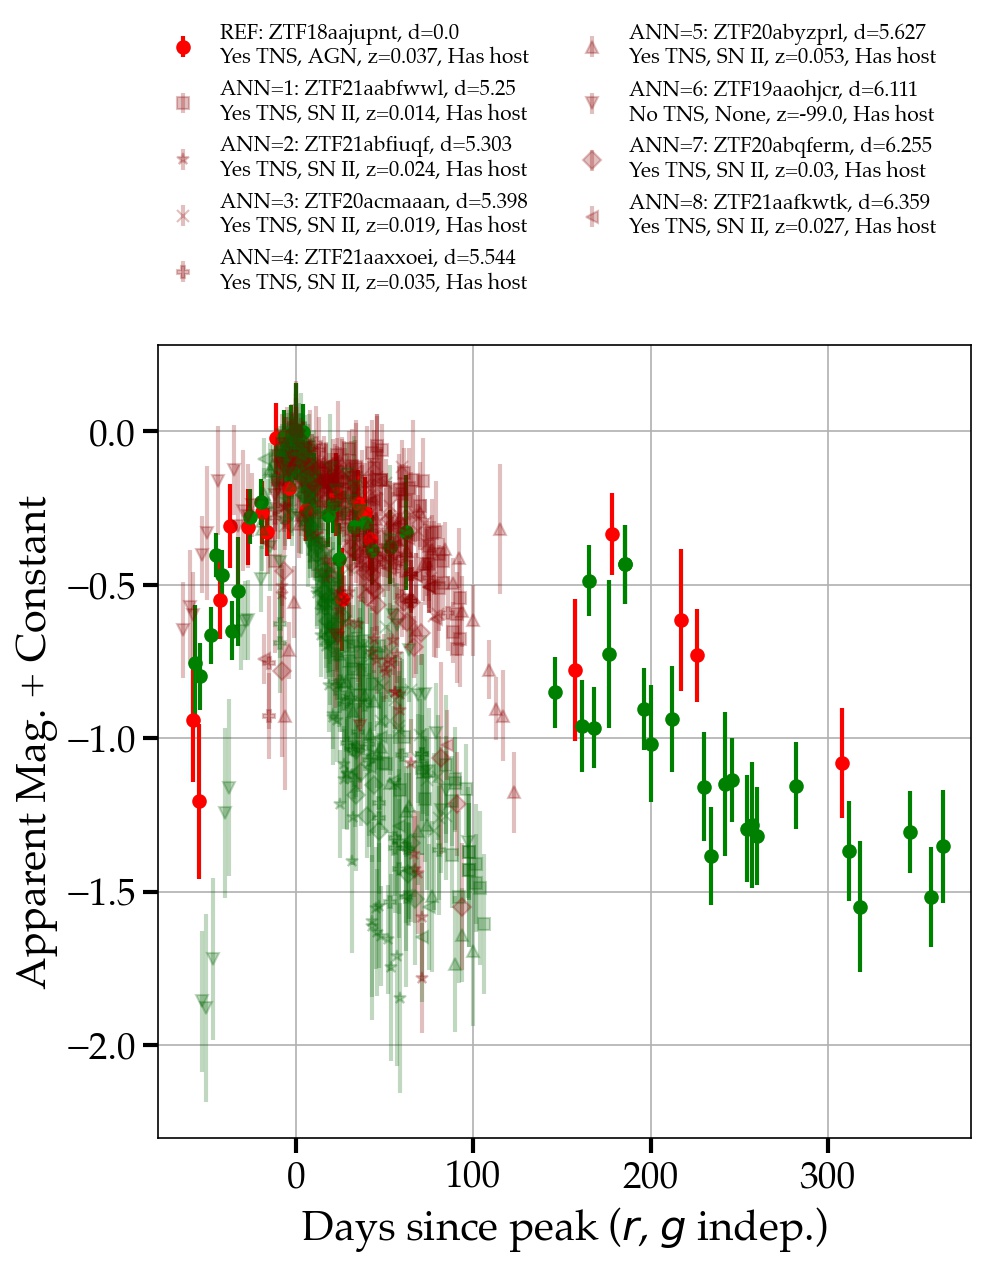 REF: ZTF18aajupnt, d=0.0
Yes TNS, AGN, z=0.037, Has host
ANN=1: ZTF21aabfwwl, d=5.25
Yes TNS, SN II, z=0.014, Has host
ANN=2: ZTF21abfiuqf, d=5.303
Yes TNS, SN II, z=0.024, Has host
ANN=3: ZTF20acmaaan, d=5.398
Yes TNS, SN II, z=0.019, Has host
ANN=4: ZTF21aaxxoei, d=5.544
Yes TNS, SN II, z=0.035, Has host
ANN=5: ZTF20abyzprl, d=5.627
Yes TNS, SN II, z=0.053, Has host
ANN=6: ZTF19aaohjcr, d=6.111
No TNS, None, z=-99.0, Has host
ANN=7: ZTF20abqferm, d=6.255
Yes TNS, SN II, z=0.03, Has host
ANN=8: ZTF21aafkwtk, d=6.359
Yes TNS, SN II, z=0.027, Has host
Apparent Mag. + Constant
0.0
−0.5
−1.0
−1.5
−2.0
0 100 200 300
Days since peak (r, g indep.)